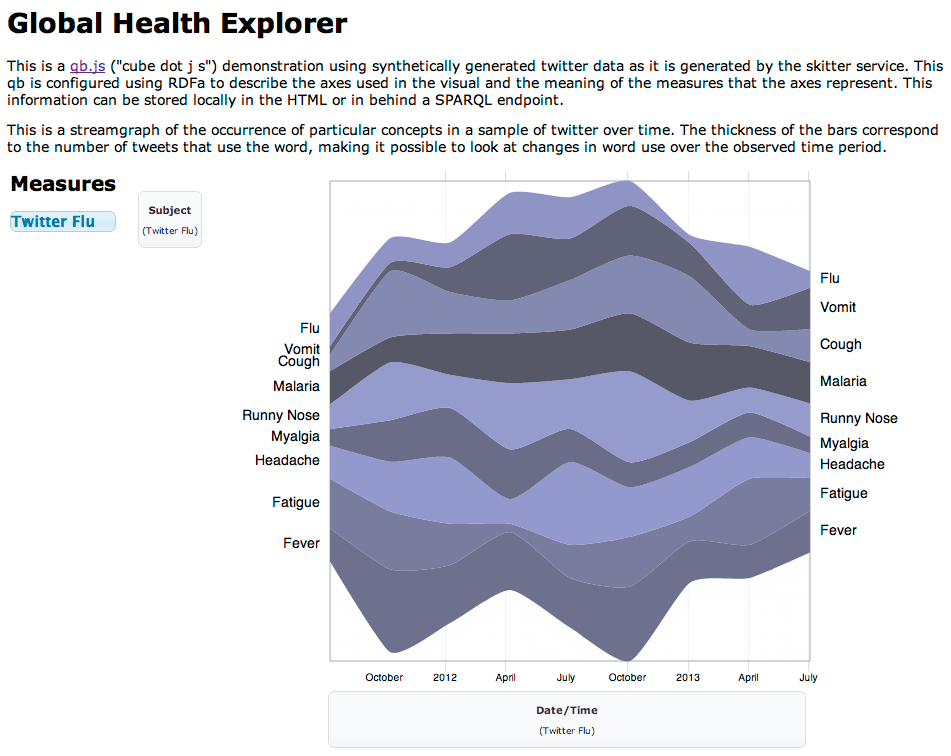 Global Health Explorer
This is a qb.js ("cube dot j s") demonstration using synthetically generated twitter data as it is generated by the skitter service. This
qb is configured using RDFa to describe the axes used in the visual and the meaning of the measures that the axes represent. This
information can be stored locally in the HTML or in behind a SPARQL endpoint.
This is a streamgraph of the occurrence of particular concepts in a sample of twitter over time. The thickness of the bars correspond
to the number of tweets that use the word, making it possible to look at changes in word use over the observed time period.
Measures
Twitter Flu
Subject
(Twitter Flu)
Flu
Vomit
Cough
Malaria
Runny Nose
Myalgia
Headache
Fatigue
Fever
Flu
Vomit
Cough
Malaria
Runny Nose
Myalgia
Headache
Fatigue
Fever
October 2012 April July October 2013 April July
Date/Time
(Twitter Flu)